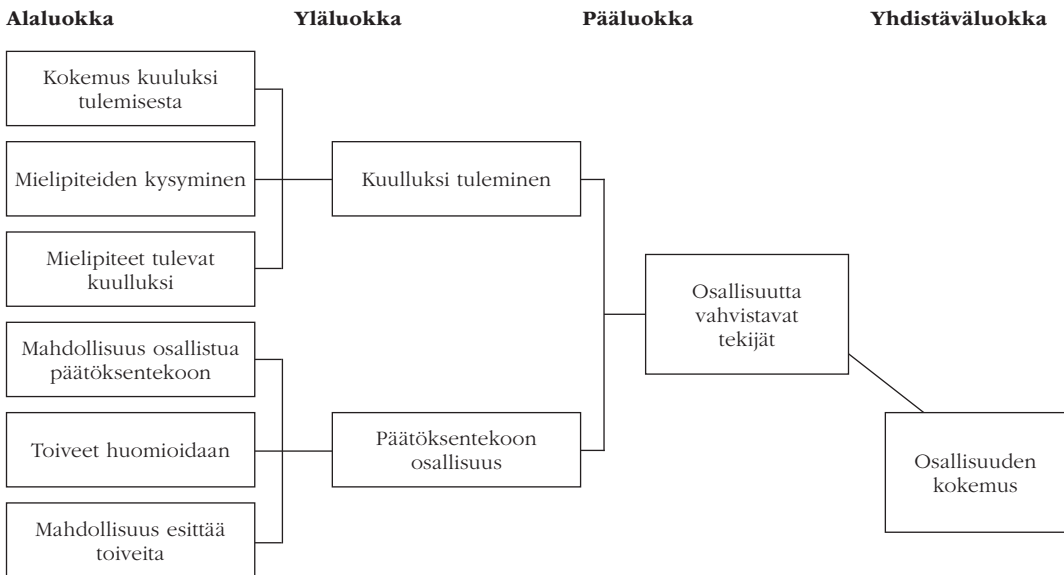 Alaluokka Yläluokka Pääluokka Yhdistäväluokka
Kokemus kuuluksi
tulemisesta
Mielipiteiden kysyminen
Kuulluksi tuleminen
Mielipiteet tulevat
kuulluksi
Osallisuutta
vahvistavat
tekijät
Mahdollisuus osallistua
päätöksentekoon
Toiveet huomioidaan
Päätöksentekoon
osallisuus
Osallisuuden
kokemus
Mahdollisuus esittää
toiveita